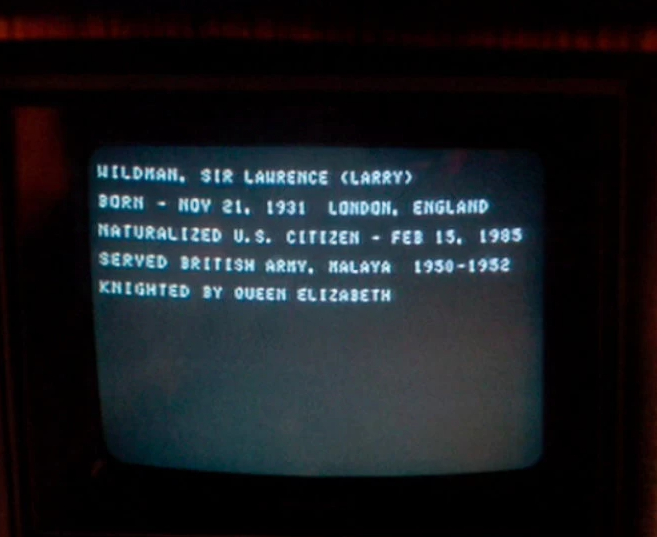 WILDMAN, SIR LAWRENCE (LARRY)
BORN - NOV 21, 1931 LONDON, ENGLAND
NATURALIZED U.S. CITIZEN - FEB 15, 1985
SERVED BRITISH ARMY, MALAYA 1950-1952
KNIGHTED BY QUEEN ELIZABETH